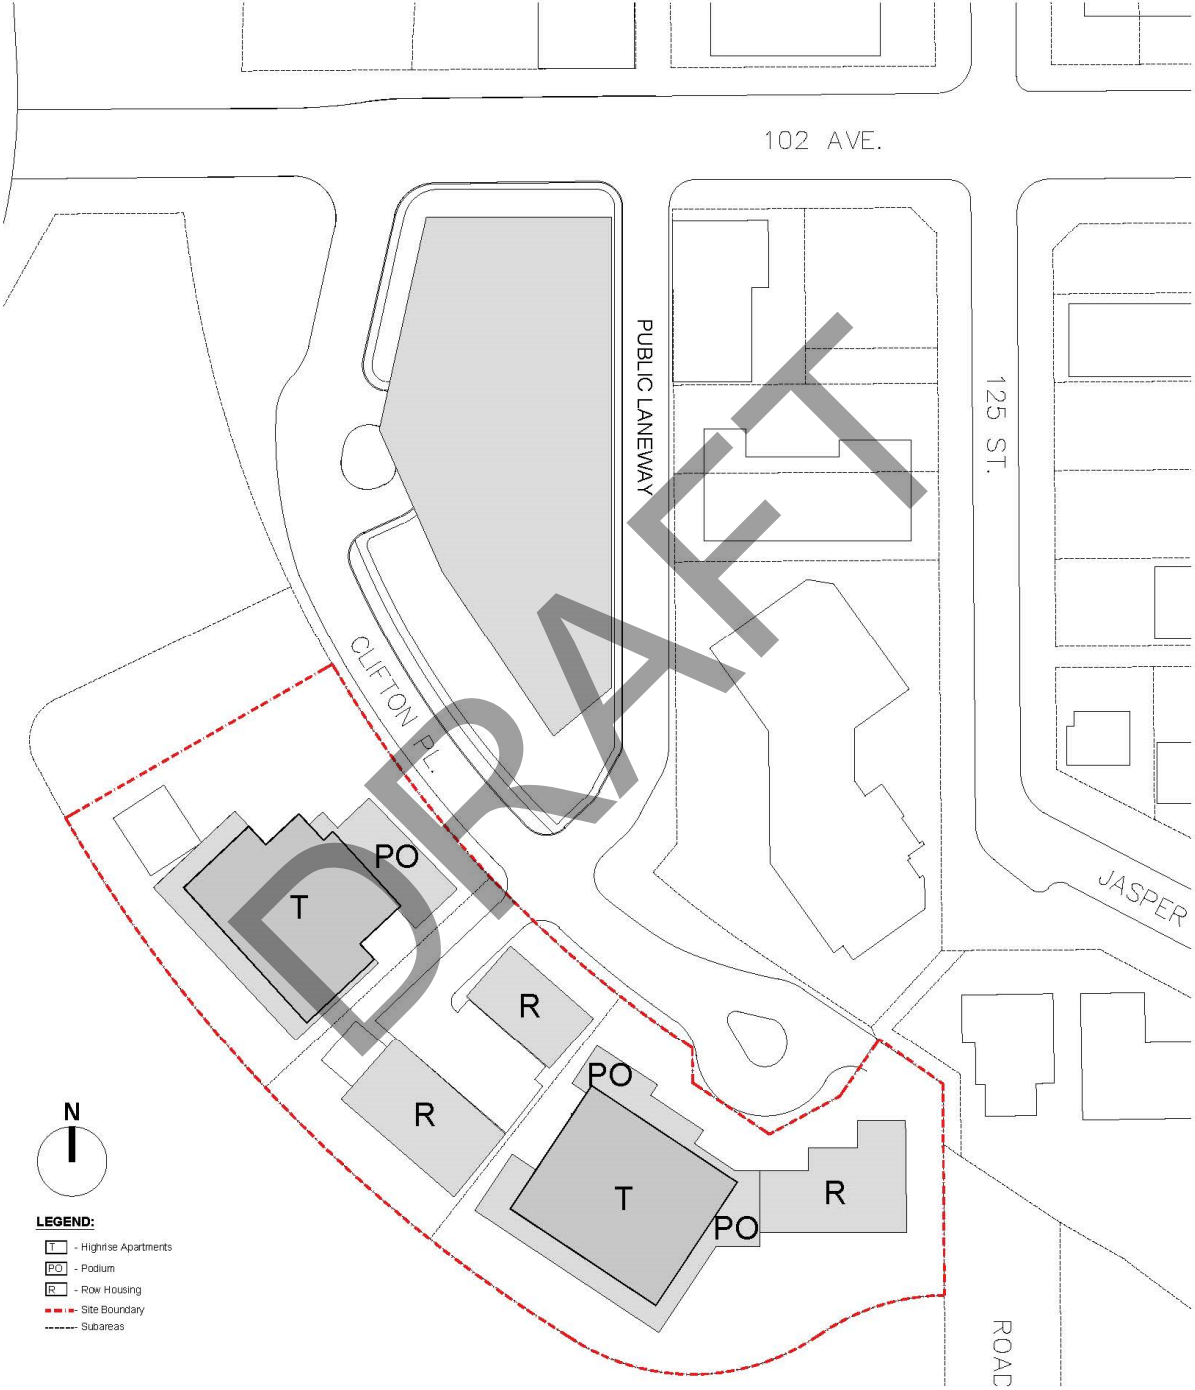 102 AVE.
PUBLIC LANEWAY
125 ST.
CLIFTON PL.
DRAFT
JASPER
PO
T
R
PO
R
T
R
PO
ROAD
N
LEGEND:
T - Highrise Apartments
PO - Podium
R - Row Housing
- Site Boundary
- Subareas